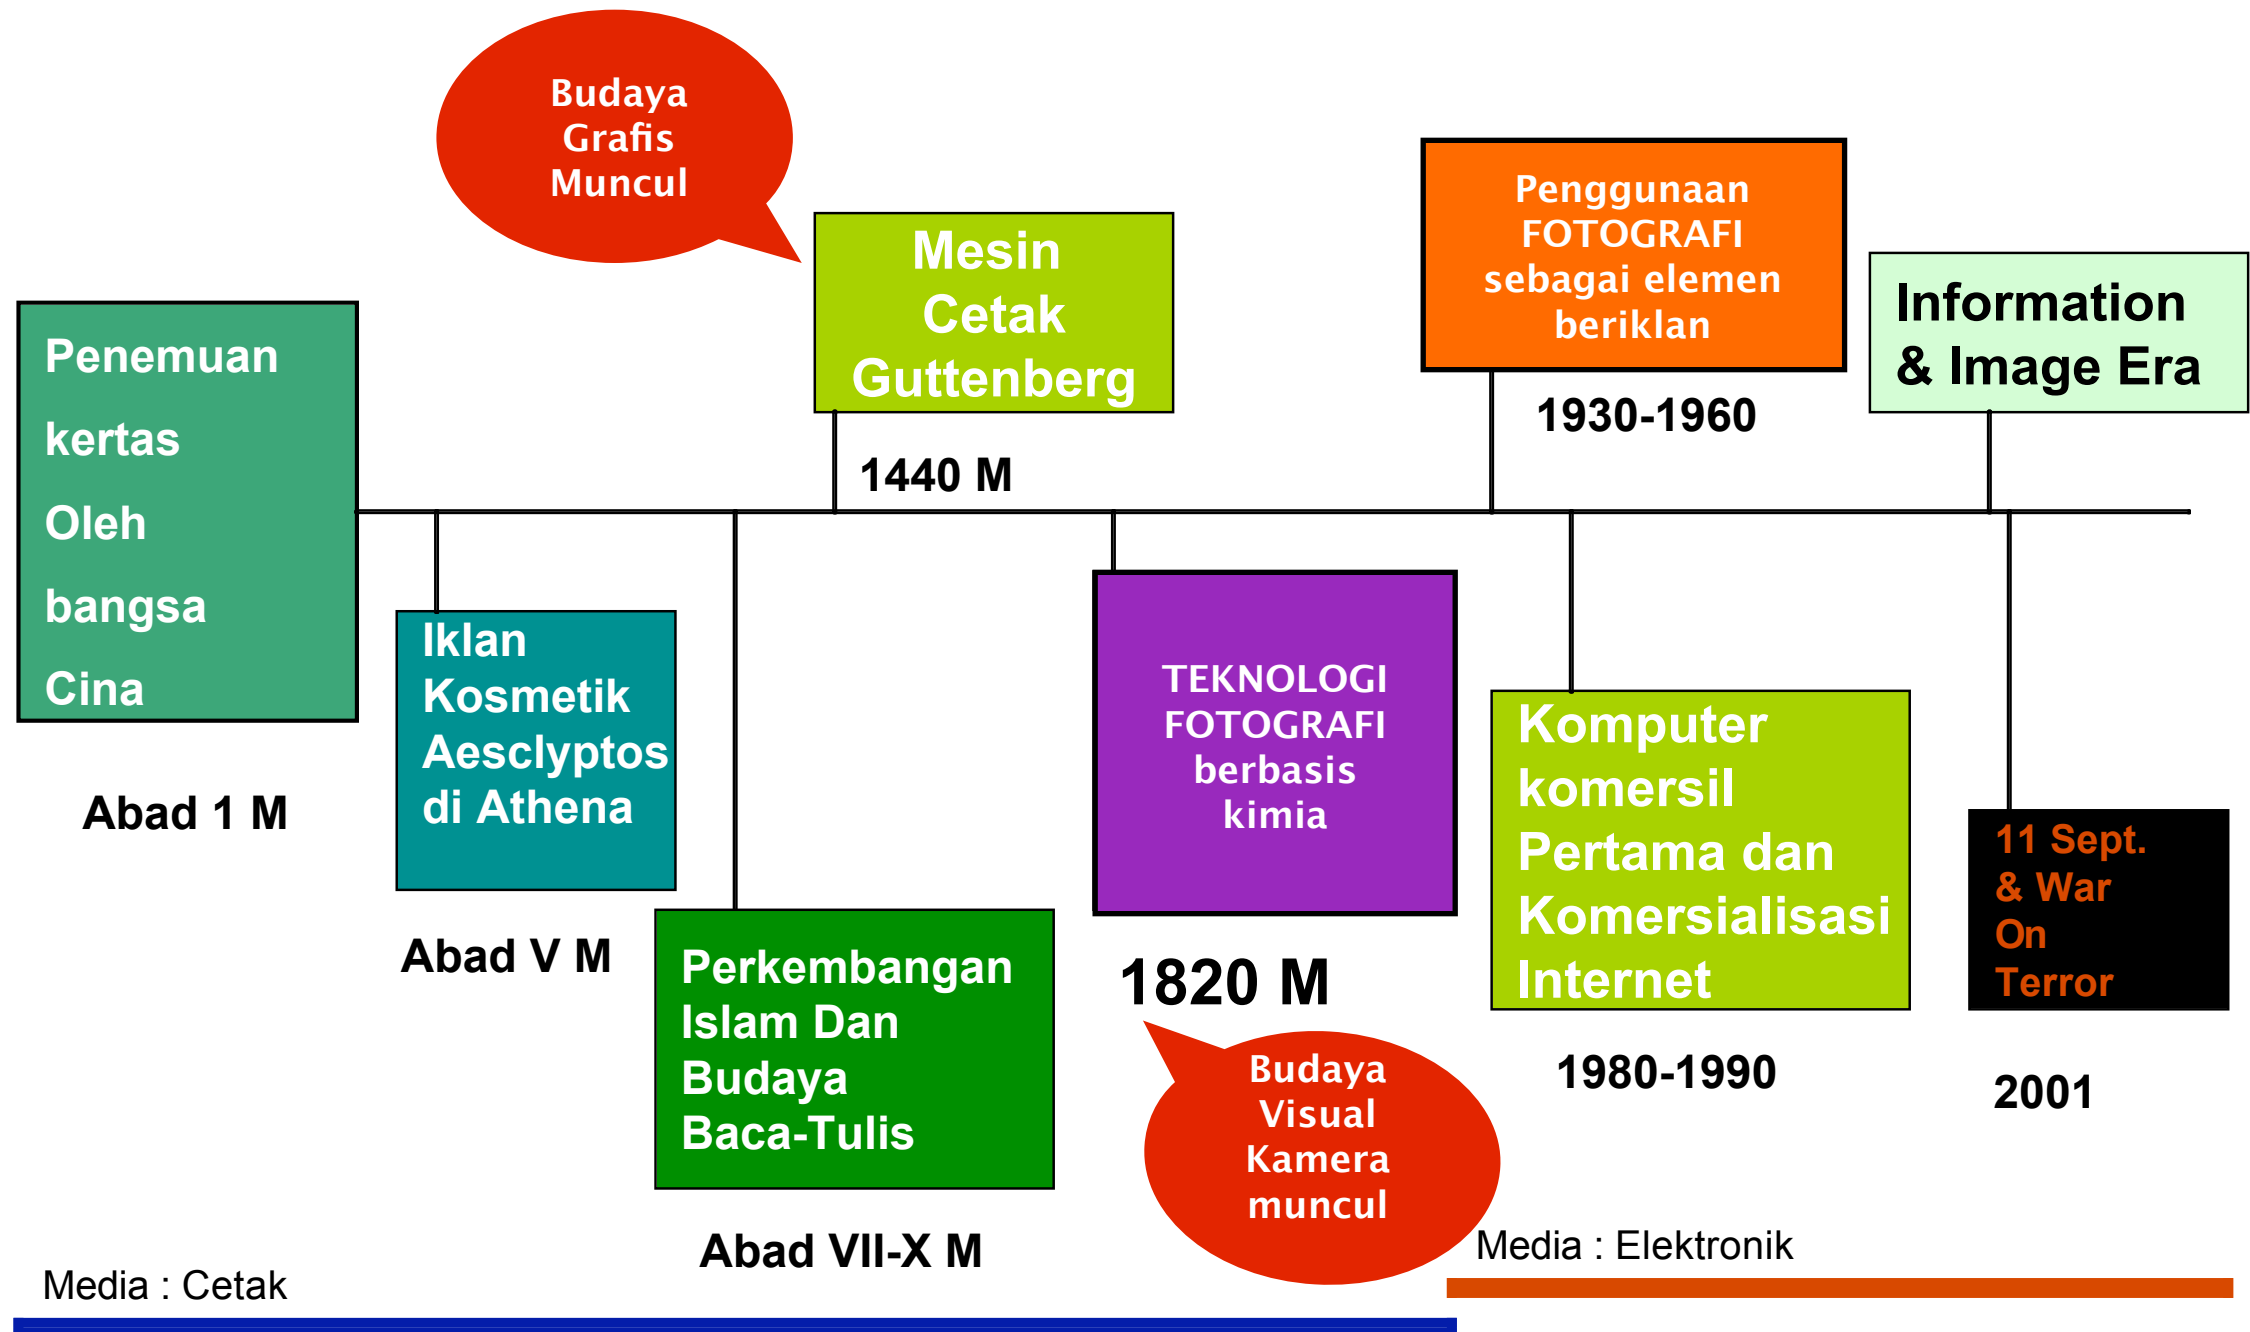 Budaya
Grafis
Muncul
Penemuan
kertas
Oleh
bangsa
Cina
Abad 1 M
Iklan
Kosmetik
Aesclyptos
di Athena
Abad V M
Perkembangan
Islam Dan
Budaya
Baca-Tulis
Abad VII-X M
Mesin
Cetak
Guttenberg
1440 M
TEKNOLOGI
FOTOGRAFI
berbasis
kimia
1820 M
Budaya
Visual
Kamera
muncul
Penggunaan
FOTOGRAFI
sebagai elemen
beriklan
1930-1960
Komputer
komersil
Pertama dan
Komersialisasi
Internet
1980-1990
Information
& Image Era
11 Sept.
& War
On
Terror
2001
Media : Cetak
Media : Elektronik